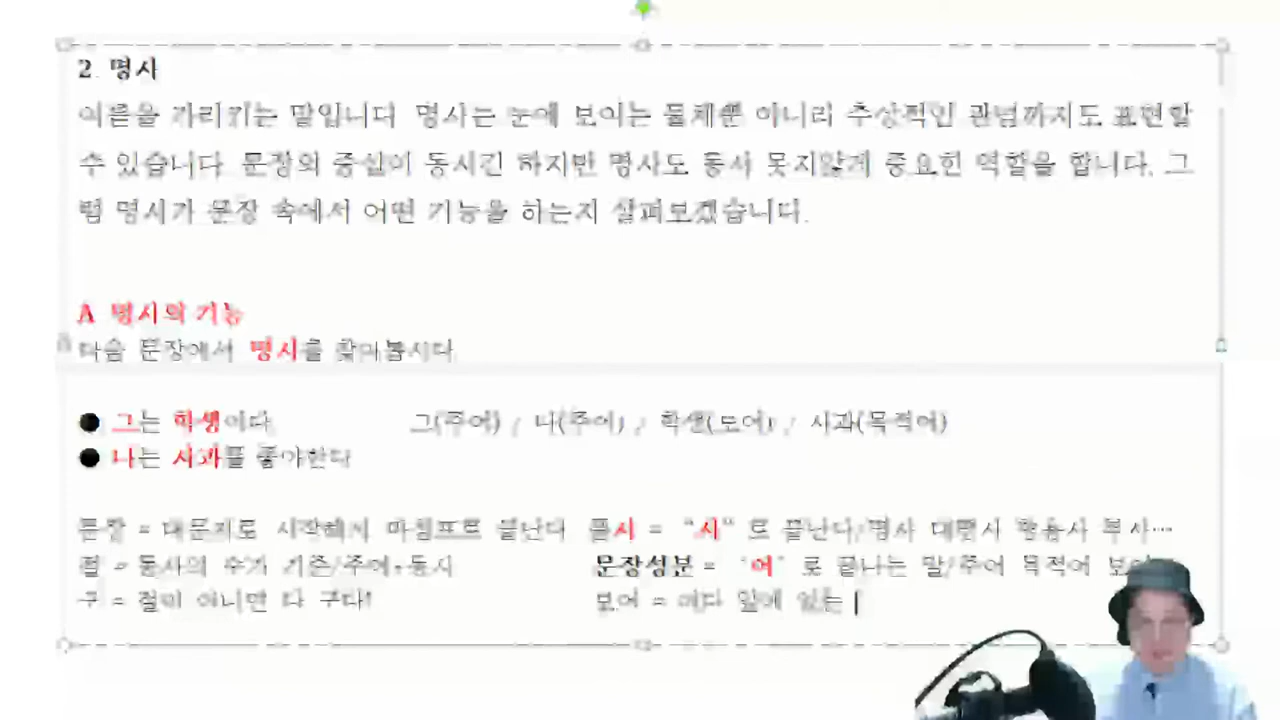 2. 명사
이름을 가리키는 말입니다. 명사는 눈에 보이는 물체뿐 아니라 추상적인 관념까지도 표현할
수 있습니다. 문장의 중심이 동사긴 하지만 명사도 동사 못지않게 중요한 역할을 합니다. 그
럼 명사가 문장 속에서 어떤 기능을 하는지 살펴보겠습니다.
A 명사의 기능
다음 문장에서 명사를 찾아봅시다
● 그는 학생이다 그(주어) / 나(주어) / 학생(보어) / 사과(목적어)
● 나는 사과를 좋아한다
문장 = 대문자로 시작해서 마침표로 끝난다 품사 = "사" 로 끝난다/명사 대명사 형용사 부사…
절 = 동사의 수가 기준/주어+동사 문장성분 = "어" 로 끝나는 말/주어 목적어
구 = 절이 아니면 다 구다! 보어 = 이다 앞에 있는